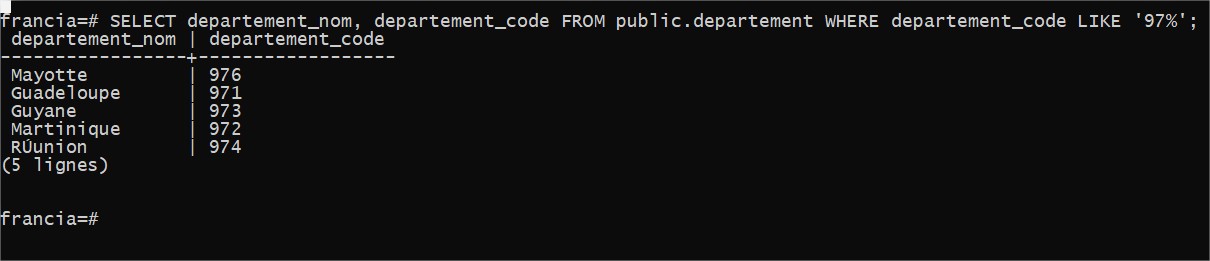 francia=# SELECT departement_nom, departement_code FROM public.departement WHERE departement_code LIKE '97%';
 departement_nom | departement_code
-----------------+------------------
 Mayotte         | 976
 Guadeloupe      | 971
 Guyane          | 973
 Martinique      | 972
 RÚunion         | 974
(5 lignes)
francia=#